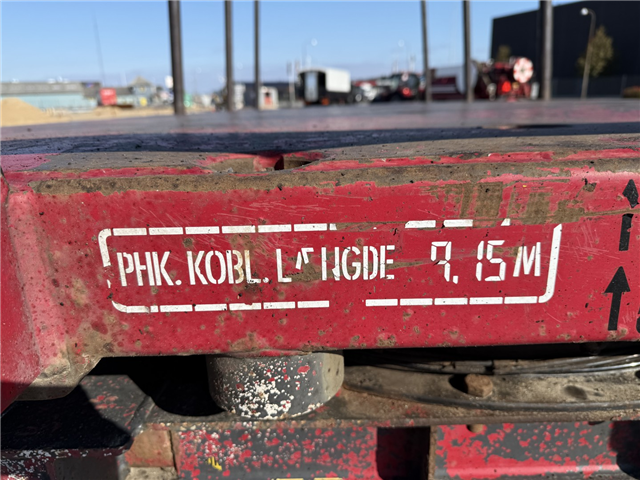 PHK. KOBL. LÆNGDE 9.15 M